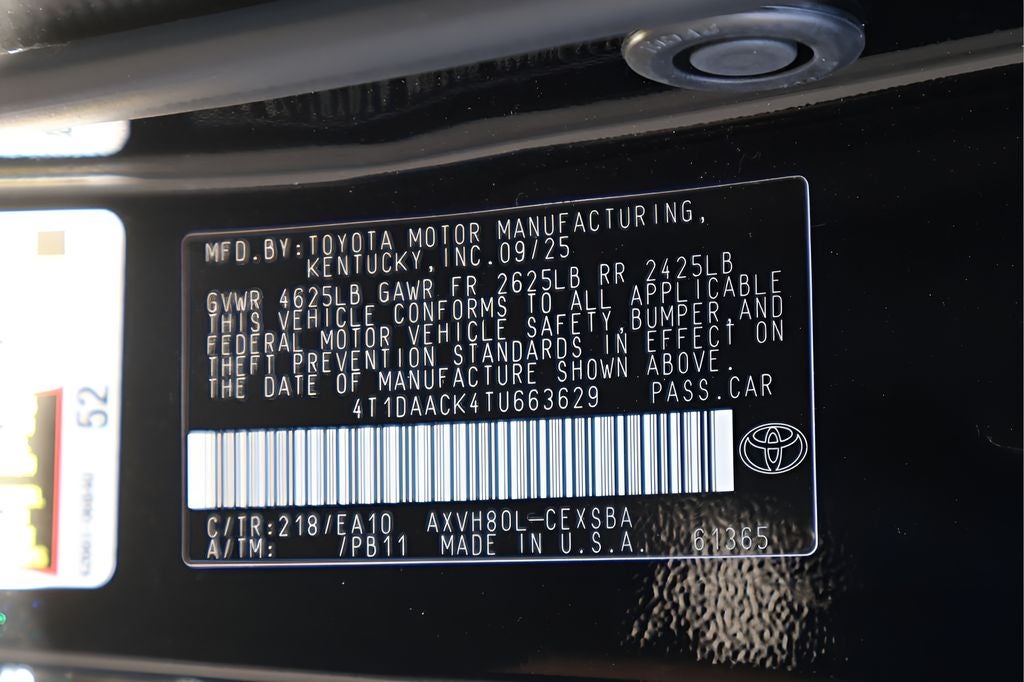 MFD.BY:TOYOTA MOTOR MANUFACTURING,
KENTUCKY,INC.09/25
GVWR 4625LB GAWR FR 2625LB RR 2425LB
THIS VEHICLE CONFORMS TO ALL APPLICABLE
FEDERAL MOTOR VEHICLE SAFETY,BUMPER,AND
THEFT PREVENTION STANDARDS IN EFFECT ON
THE DATE OF MANUFACTURE SHOWN ABOVE.
4T1DAACK4TU663629 PASS.CAR
C/TR:218/EA10 AXVH80L-CEXSBA
A/TM: /PB11 MADE IN U.S.A. 61365
52